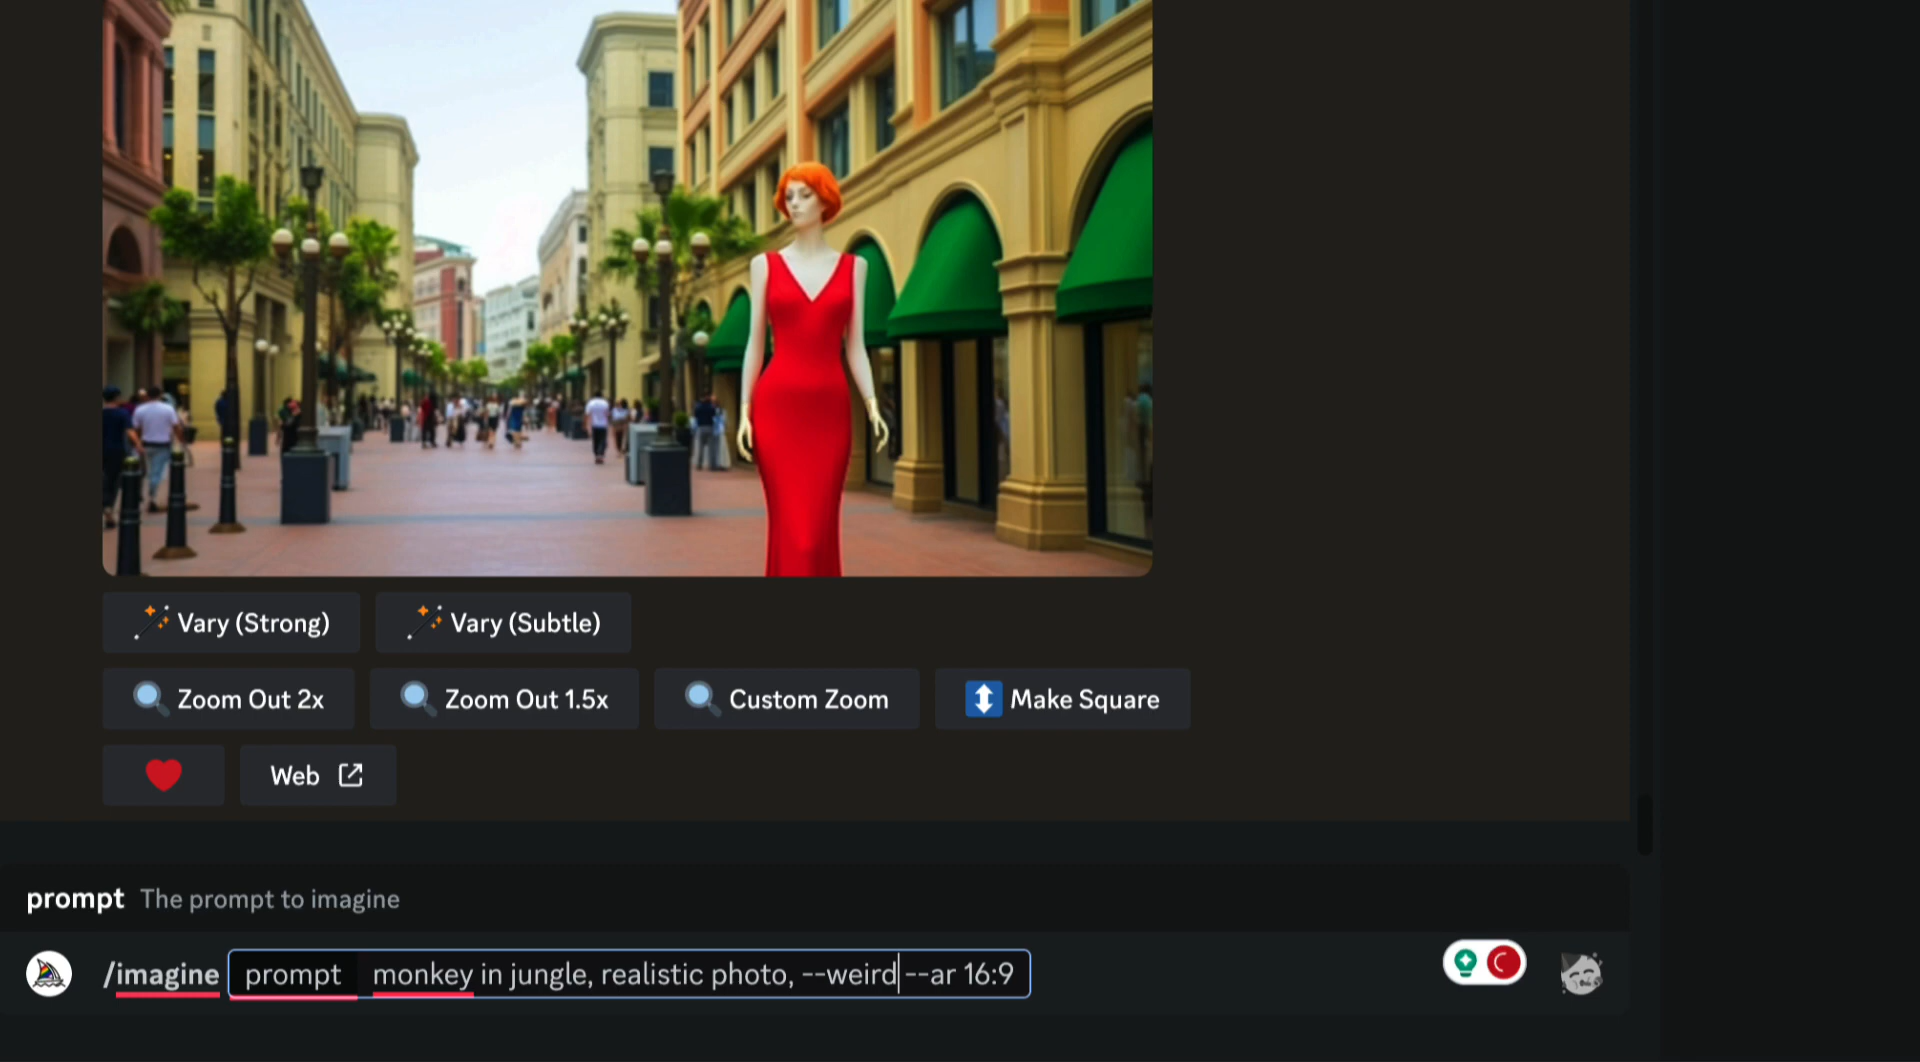 Vary (Strong) Vary (Subtle)
Zoom Out 2x Zoom Out 1.5x Custom Zoom Make Square
Web
prompt The prompt to imagine
/imagine prompt monkey in jungle, realistic photo, --weird --ar 16:9